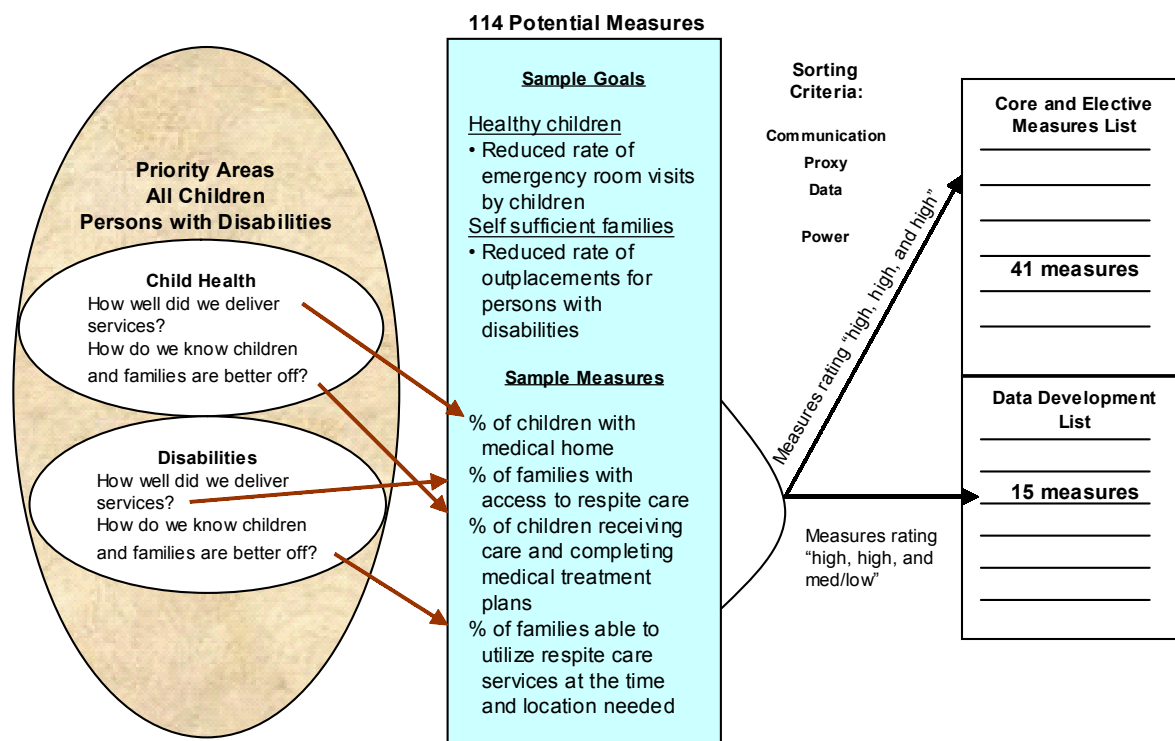 114 Potential Measures
Priority Areas
All Children
Persons with Disabilities
Child Health
How well did we deliver
services?
How do we know children
and families are better off?
Disabilities
How well did we deliver
services?
How do we know children
and families are better off?
Sample Goals
Healthy children
• Reduced rate of
emergency room visits
by children
Self sufficient families
• Reduced rate of
outplacements for
persons with
disabilities
Sample Measures
% of children with
medical home
% of families with
access to respite care
% of children receiving
care and completing
medical treatment
plans
% of families able to
utilize respite care
services at the time
and location needed
Sorting
Criteria:
Communication
Proxy
Data
Power
Measures rating “high, high, and high”
Measures rating
“high, high, and
med/low”
Core and Elective
Measures List
41 measures
Data Development
List
15 measures